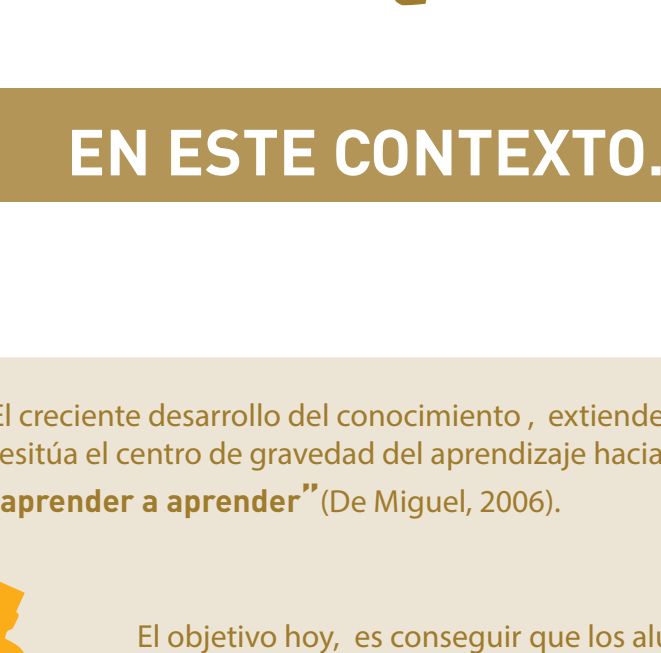 EN ESTE CONTEXTO.
El creciente desarrollo del conocimiento , extiende
esitúa el centro de gravedad del aprendizaje hacia
aprender a aprender” (De Miguel, 2006).
El objetivo hoy, es conseguir que los alu